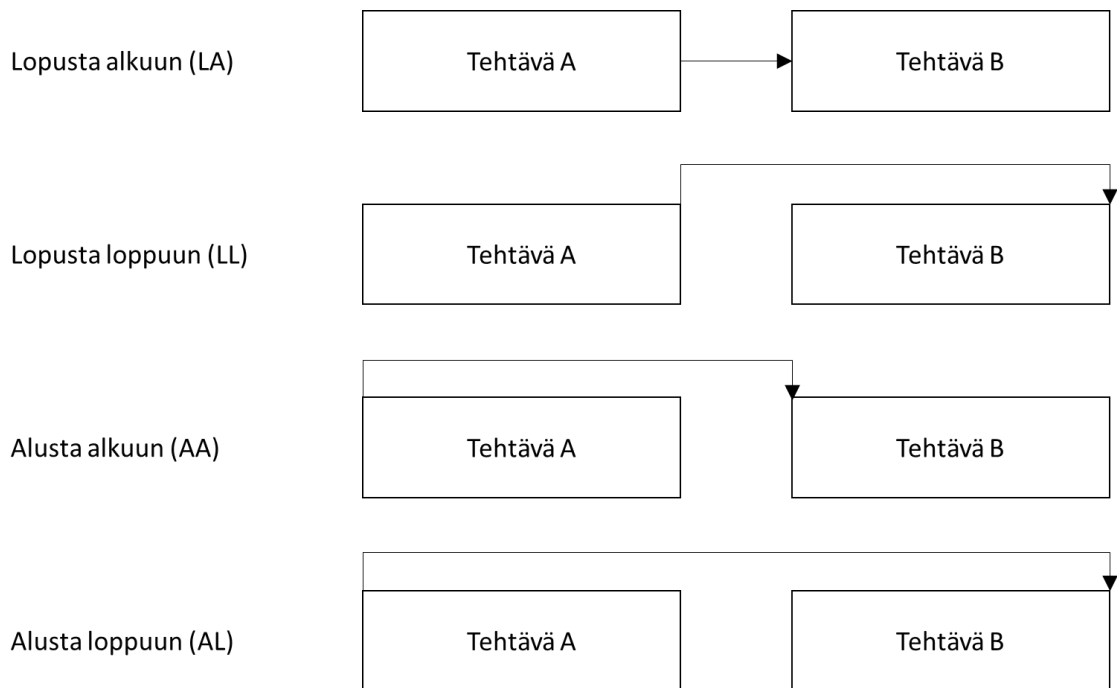 Lopusta alkuun (LA) Tehtävä A Tehtävä B
Lopusta loppuun (LL) Tehtävä A Tehtävä B
Alusta alkuun (AA) Tehtävä A Tehtävä B
Alusta loppuun (AL) Tehtävä A Tehtävä B